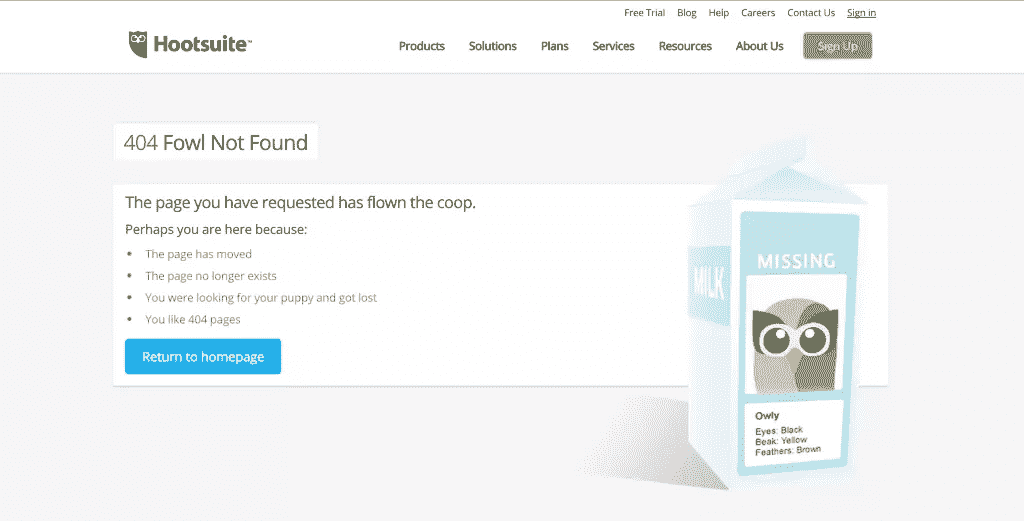 Free Trial Blog Help Careers Contact Us Sign in
Hootsuite™
Products Solutions Plans Services Resources About Us Sign Up
404 Fowl Not Found
The page you have requested has flown the coop.
Perhaps you are here because:
• The page has moved
• The page no longer exists
• You were looking for your puppy and got lost
• You like 404 pages
Return to homepage
MILK
MISSING
Owly
Eyes: Black
Beak: Yellow
Feathers: Brown